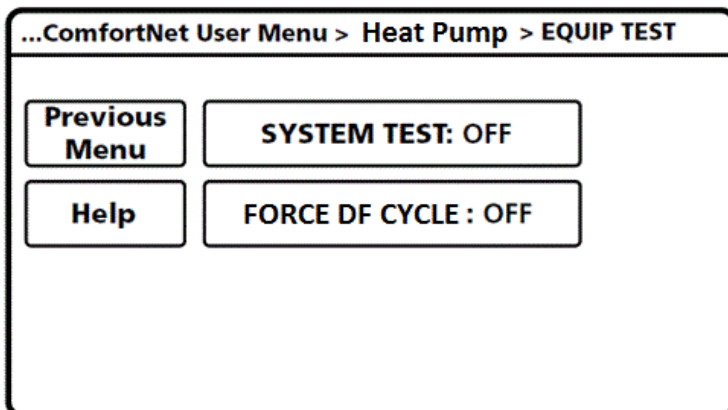 ...ComfortNet User Menu > Heat Pump > EQUIP TEST
Previous
Menu
SYSTEM TEST: OFF
Help
FORCE DF CYCLE : OFF